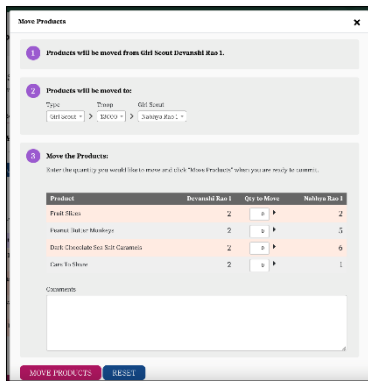 Move Products
1 Products will be moved from Girl Scout Devanshi Rao 1.
2 Products will be moved to:
Type Troop Girl Scout
Girl Scout > > Nabhya Rao 1
3 Move the Products:
Enter the quantity you would like to move and click "Move Products" when you are ready to commit.
Product Devanshi Rao 1 Qty to Move Nabhya Rao 1
Fruit Slices 2 0 2
Peanut Butter Monkeys 2 0 5
Dark Chocolate Sea Salt Caramels 2 0 6
Care To Share 2 0 1
Comments
MOVE PRODUCTS RESET